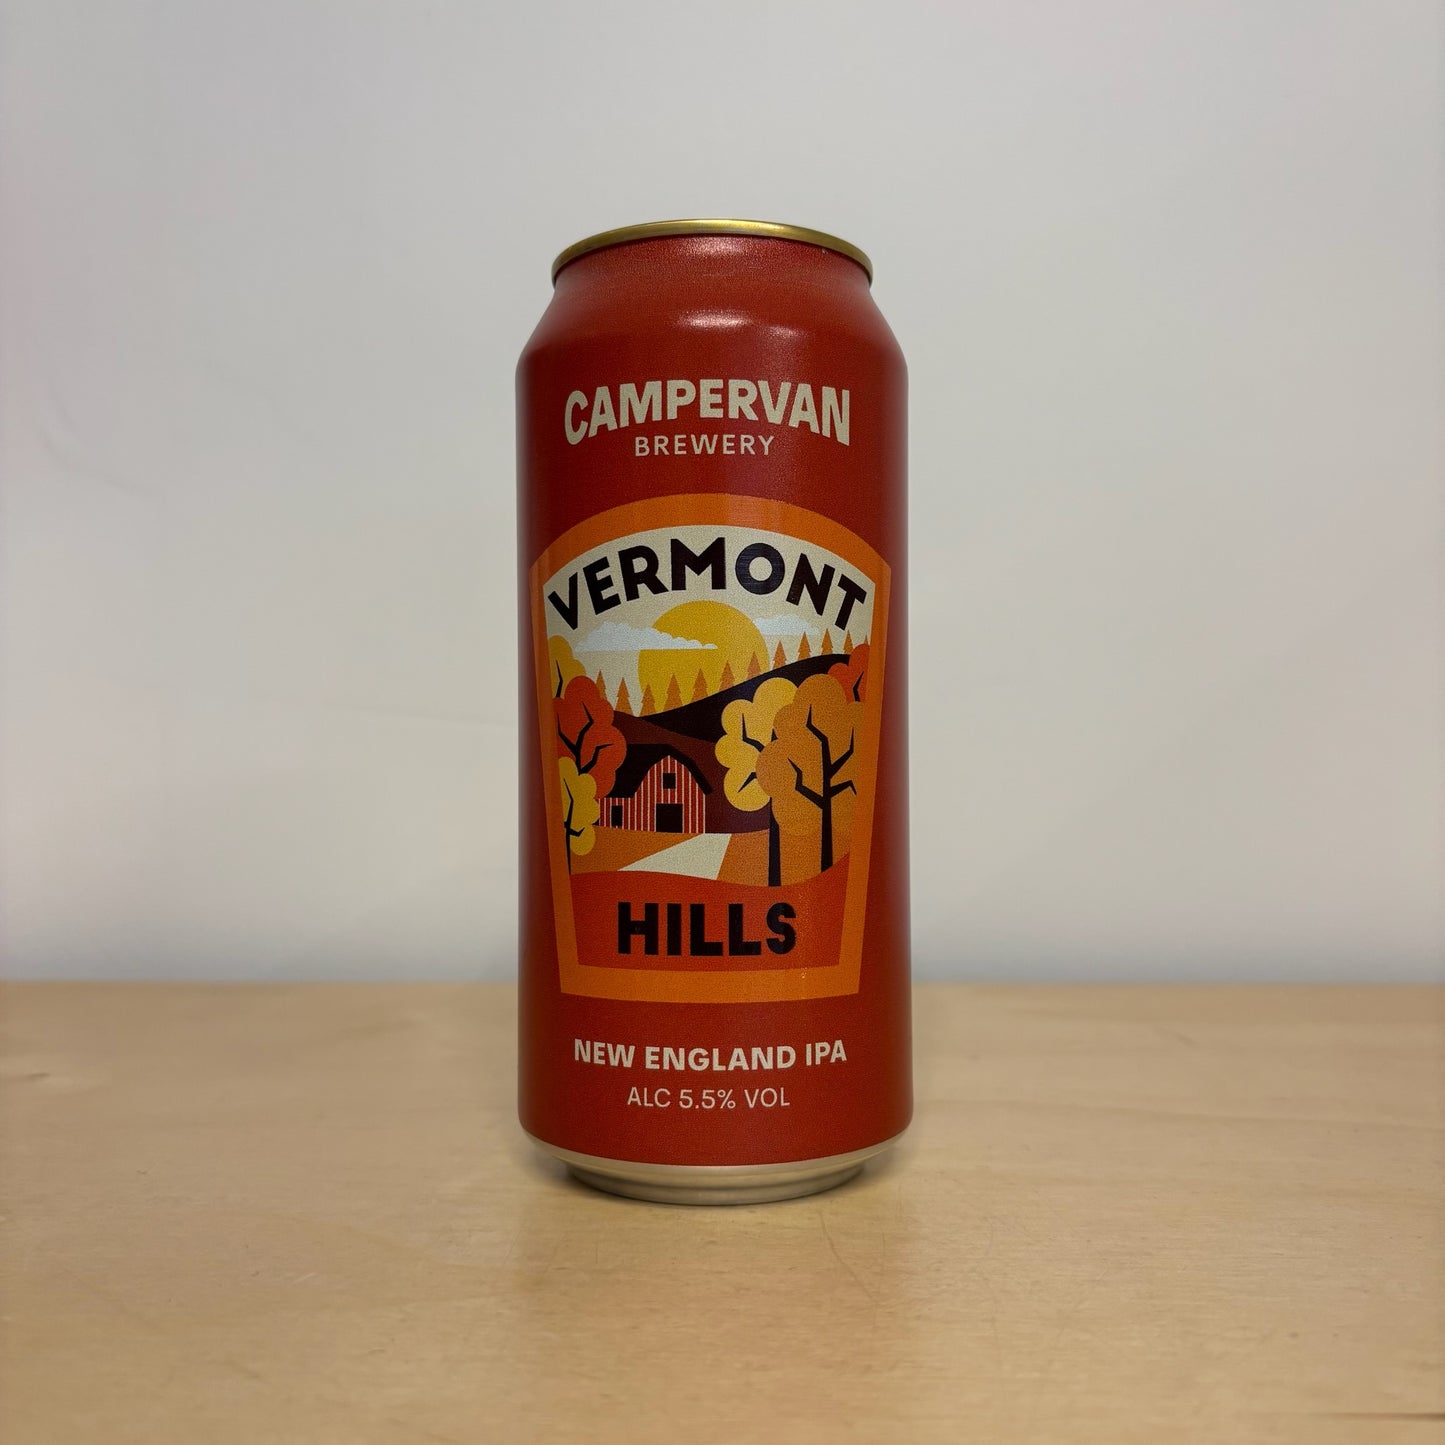 CAMPERVAN
BREWERY
VERMONT
HILLS
NEW ENGLAND IPA
ALC 5.5% VOL